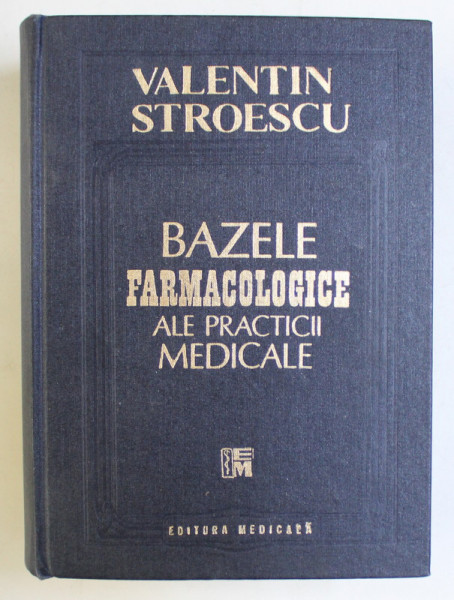 VALENTIN
STROESCU
BAZELE
FARMACOLOGICE
ALE PRACTICII
MEDICALE
EM
EDITURA MEDICALĂ